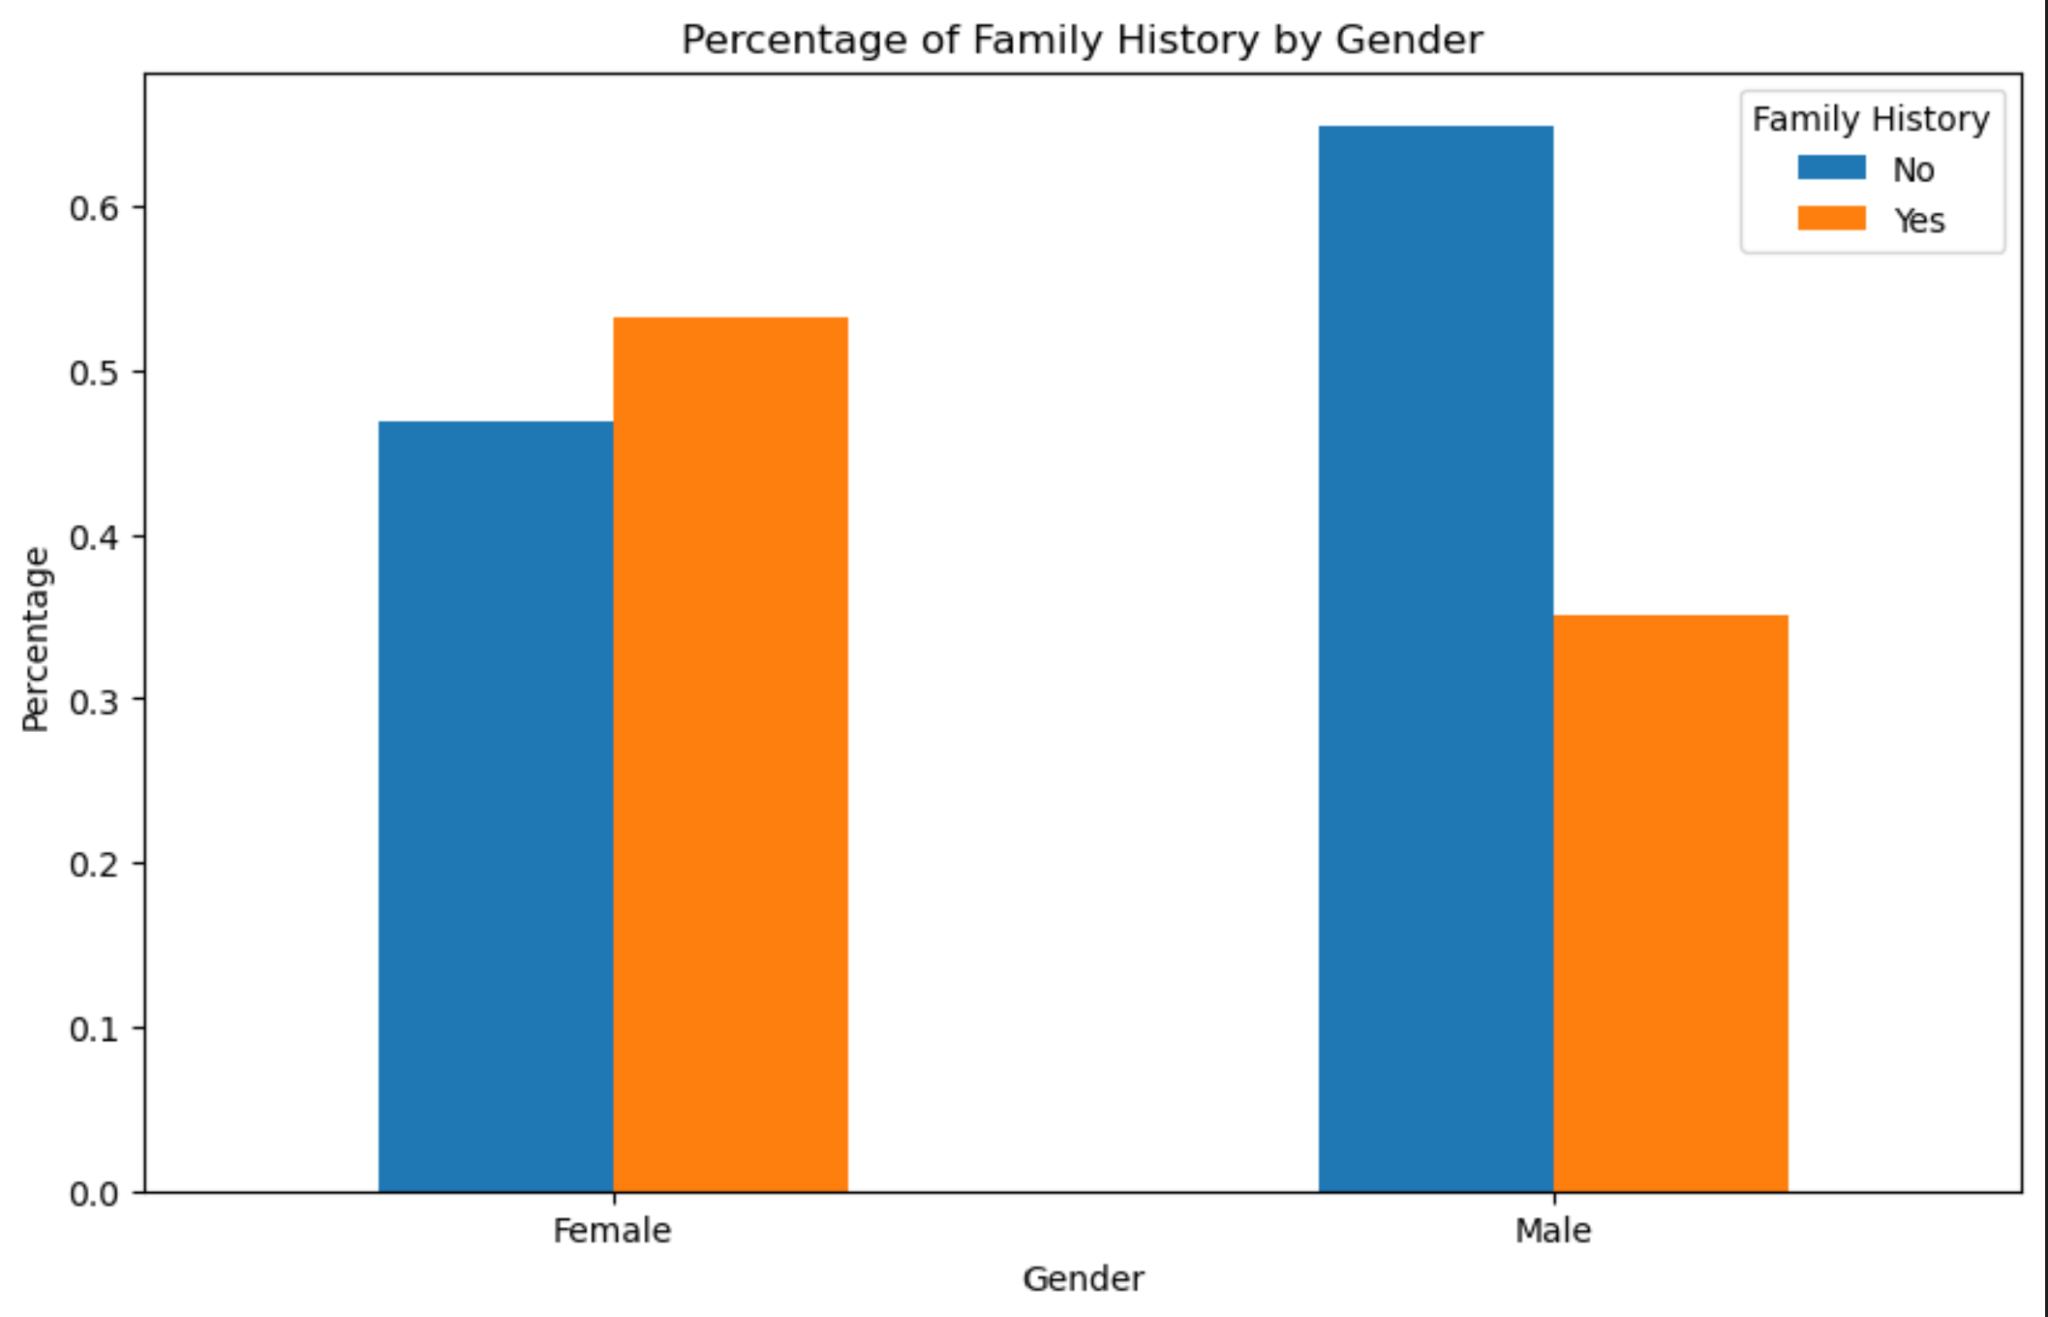 Percentage of Family History by Gender
Family History
No
Yes
0.6
0.5
0.4
0.3
0.2
0.1
0.0
Percentage
Female
Male
Gender